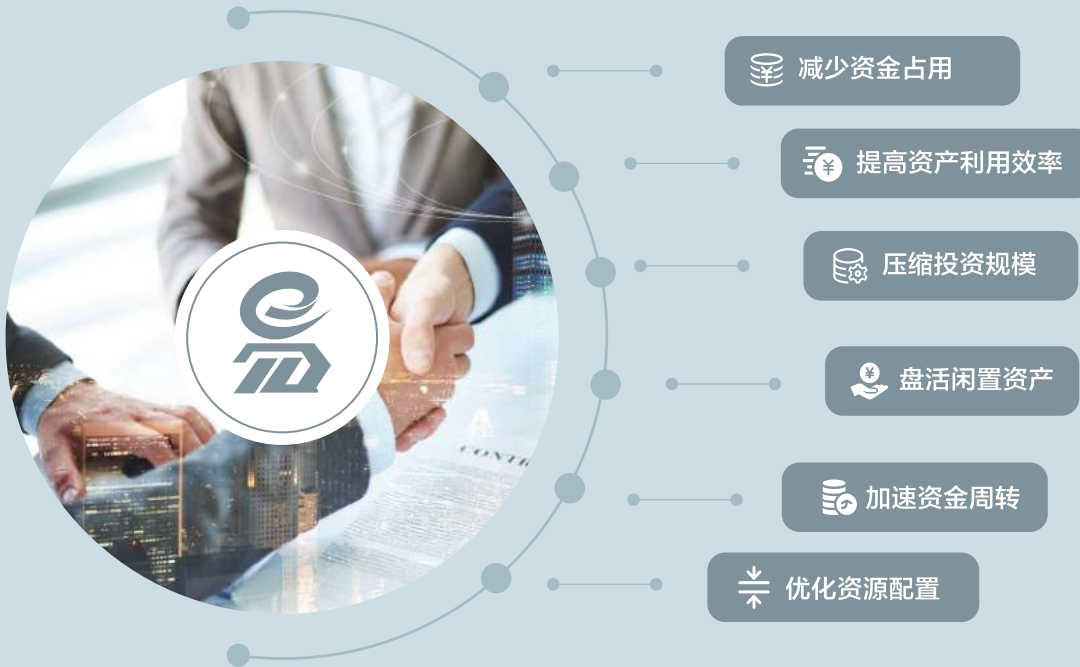 减少资金占用
提高资产利用效率
压缩投资规模
盘活闲置资产
加速资金周转
优化资源配置